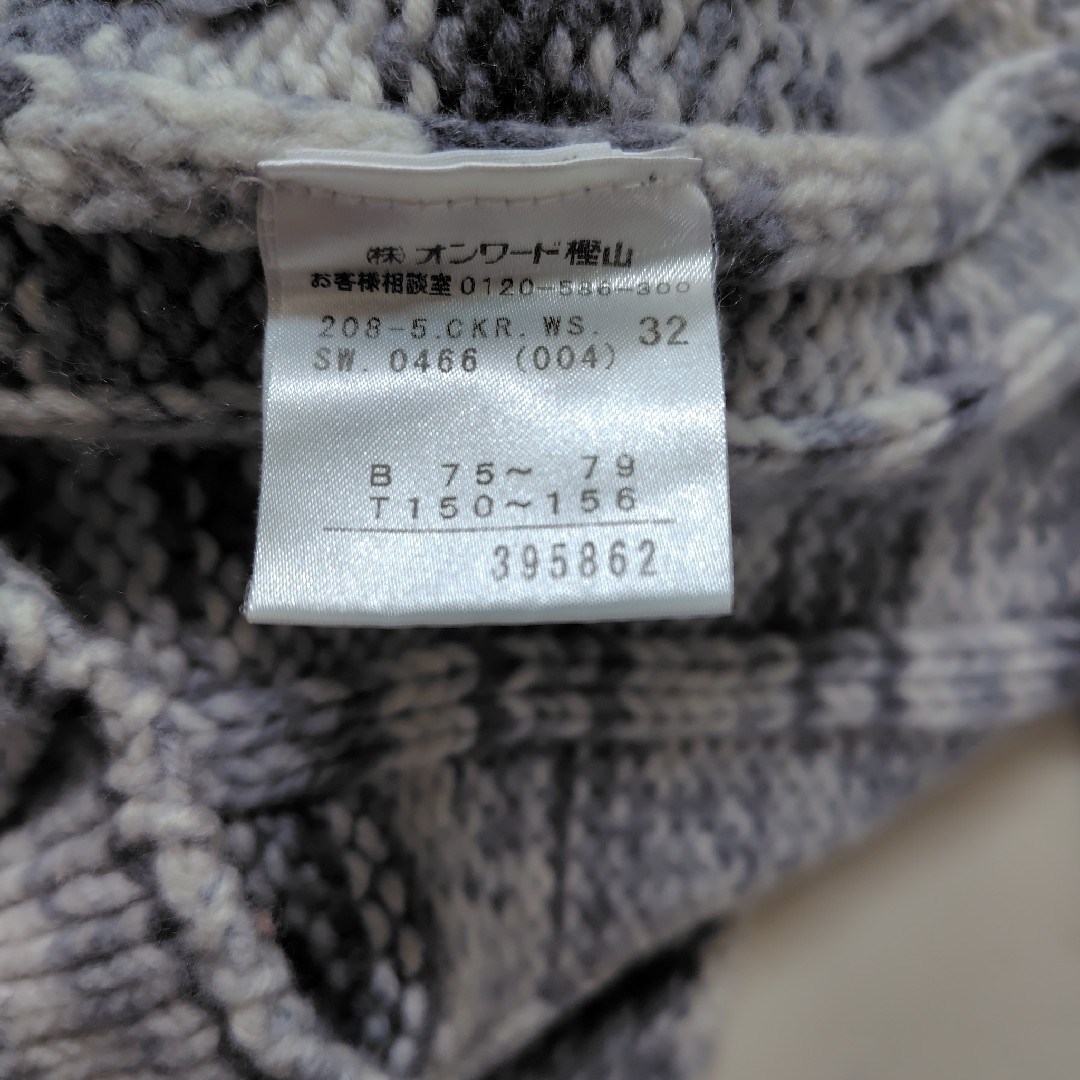 (株)オンワード樫山
お客様相談室 0120-586-300
208-5.CKR.WS. 32
SW. 0466 (004)
B 75~ 79
T150~156
395862